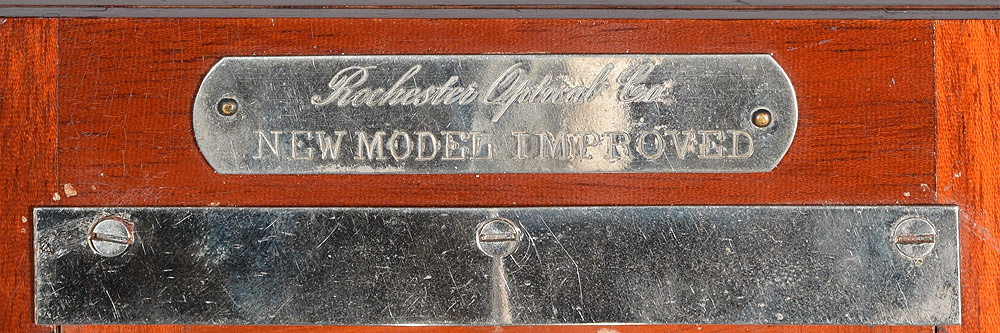 Rochester Optical Co.
NEW MODEL IMPROVED